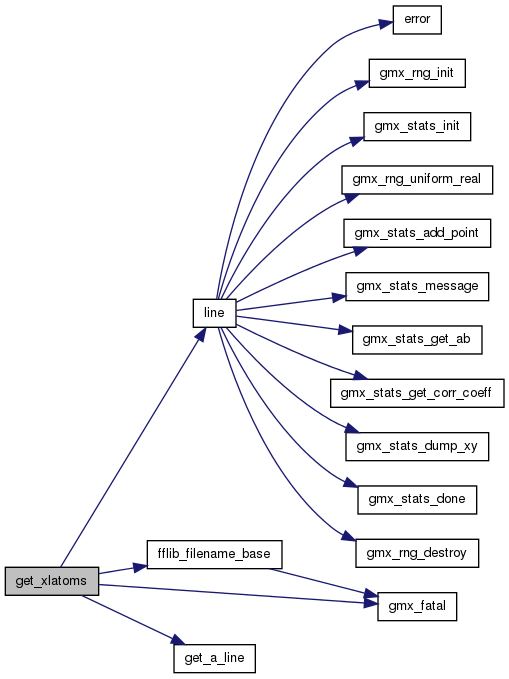 error
gmx_rng_init
gmx_stats_init
gmx_rng_uniform_real
gmx_stats_add_point
gmx_stats_message
line
gmx_stats_get_ab
gmx_stats_get_corr_coeff
gmx_stats_dump_xy
gmx_stats_done
gmx_rng_destroy
fflib_filename_base
get_xlatoms
gmx_fatal
get_a_line